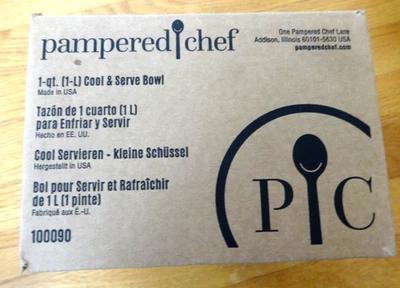 pampered chef
One Pampered Chef Lane
Addison, Illinois 60101-5630 USA
pamperedchef.com
1-qt. (1-L) Cool & Serve Bowl
Made in USA
Tazón de 1 cuarto (1 L)
para Enfriar y Servir
Hecho en EE. UU.
Cool Servieren - kleine Schüssel
Hergestellt in USA
Bol pour Servir et Rafraîchir
de 1 L (1 pinte)
Fabriqué aux É.-U.
100090
P C